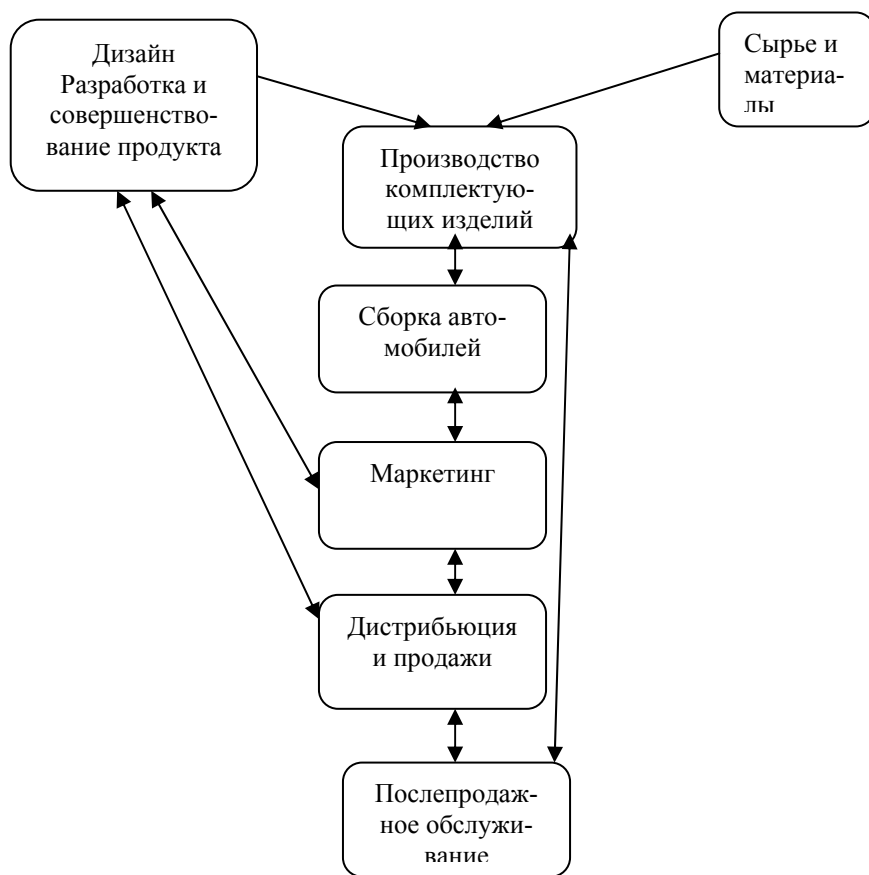 Дизайн
Разработка и
совершенство-
вание продукта
Сырье и
материа-
лы
Производство
комплектую-
щих изделий
Сборка авто-
мобилей
Маркетинг
Дистрибьюция
и продажи
Послепродаж-
ное обслужи-
вание